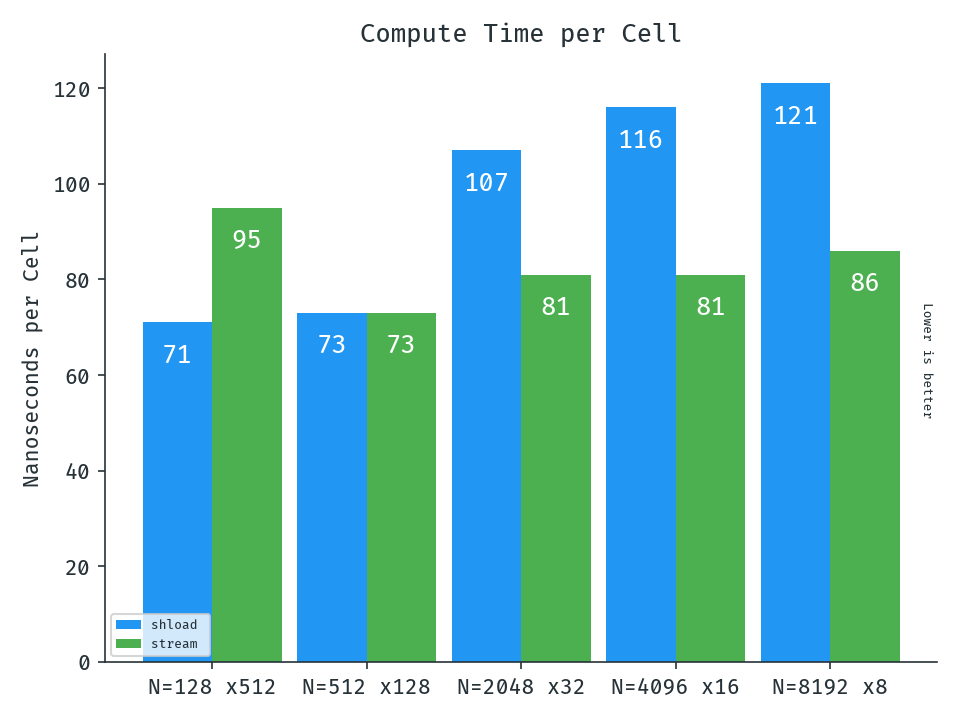 Compute Time per Cell
Nanoseconds per Cell
120
100
80
60
40
20
0
71
95
73
73
107
81
116
81
121
86
shload
stream
N=128 x512
N=512 x128
N=2048 x32
N=4096 x16
N=8192 x8
Lower is better